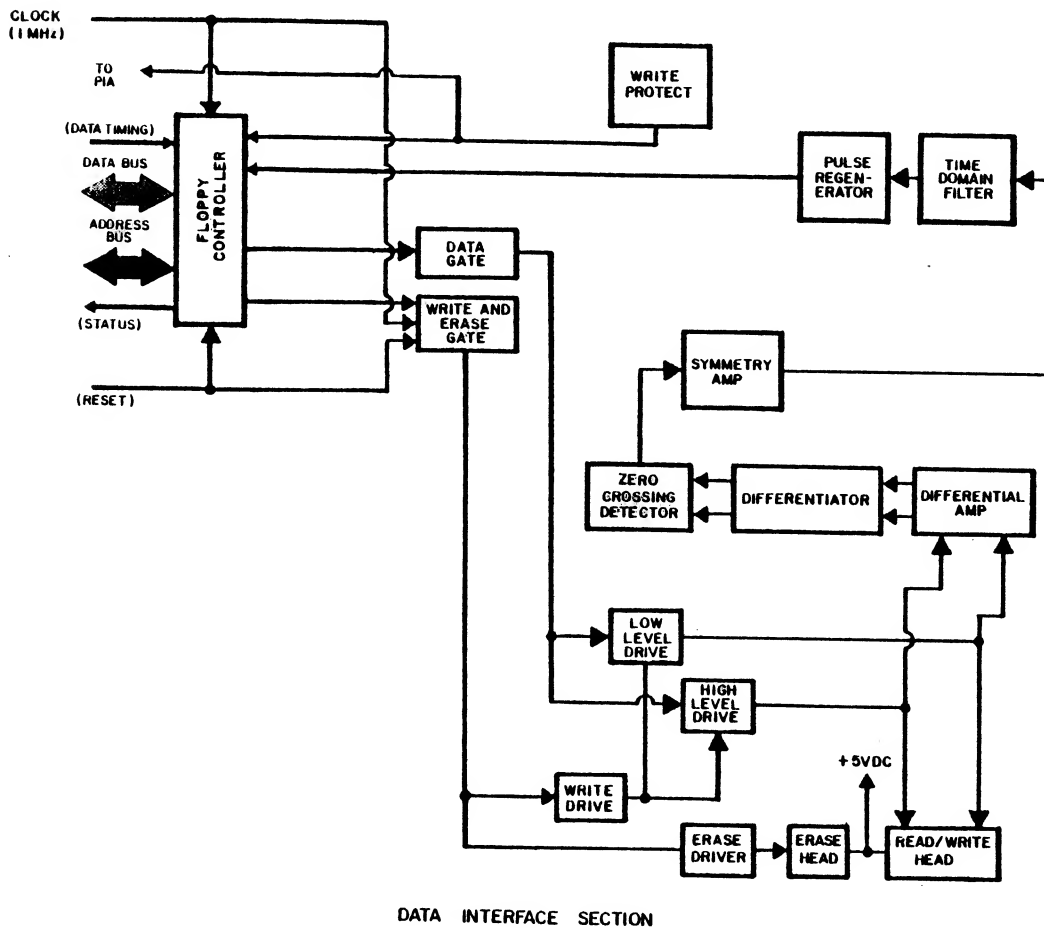 CLOCK
(1 MHz)
TO
PIA
(DATA TIMING)
DATA BUS
ADDRESS
BUS
(STATUS)
(RESET)
FLOPPY
CONTROLLER
WRITE
PROTECT
PULSE
REGEN-
ERATOR
TIME
DOMAIN
FILTER
DATA
GATE
WRITE AND
ERASE
GATE
SYMMETRY
AMP
ZERO
CROSSING
DETECTOR
DIFFERENTIATOR
DIFFERENTIAL
AMP
LOW
LEVEL
DRIVE
HIGH
LEVEL
DRIVE
+5VDC
WRITE
DRIVE
ERASE
DRIVER
ERASE
HEAD
READ/WRITE
HEAD
DATA INTERFACE SECTION